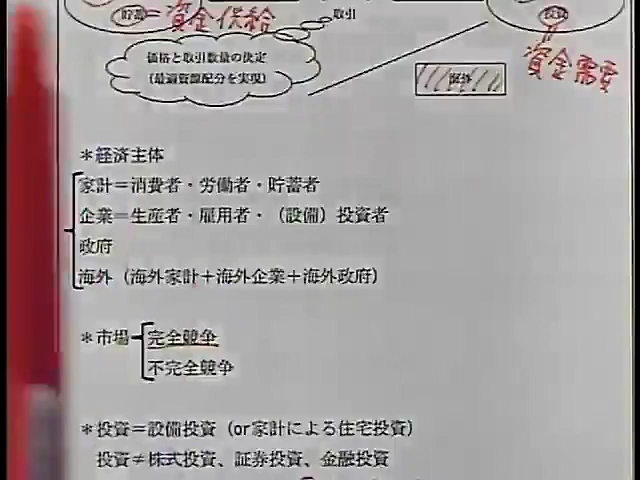 貯蓄＝資金供給
取引
投資
価格と取引数量の決定
（最適資源配分を実現）
海外
資金需要
＊経済主体
家計＝消費者・労働者・貯蓄者
企業＝生産者・雇用者・（設備）投資者
政府
海外（海外家計＋海外企業＋海外政府）
＊市場
完全競争
不完全競争
＊投資＝設備投資（or家計による住宅投資）
投資≠株式投資、証券投資、金融投資